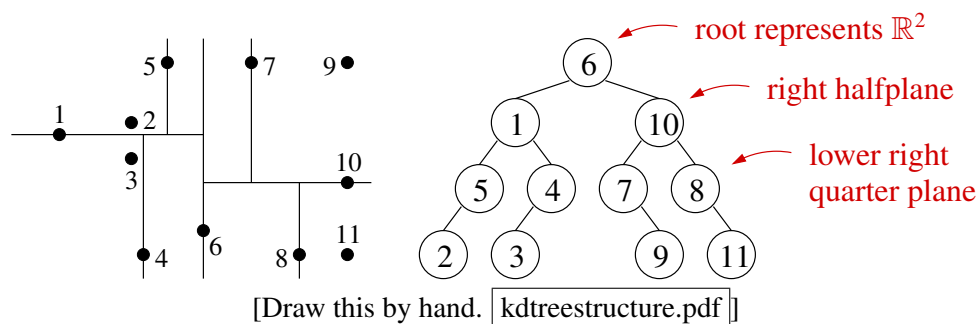 root represents ℝ²
5 7 9 6
right halfplane
1 2 1 10
3 10 lower right
5 4 7 8 quarter plane
4 6 8 11 2 3 9 11
[Draw this by hand. kdtreestructure.pdf]